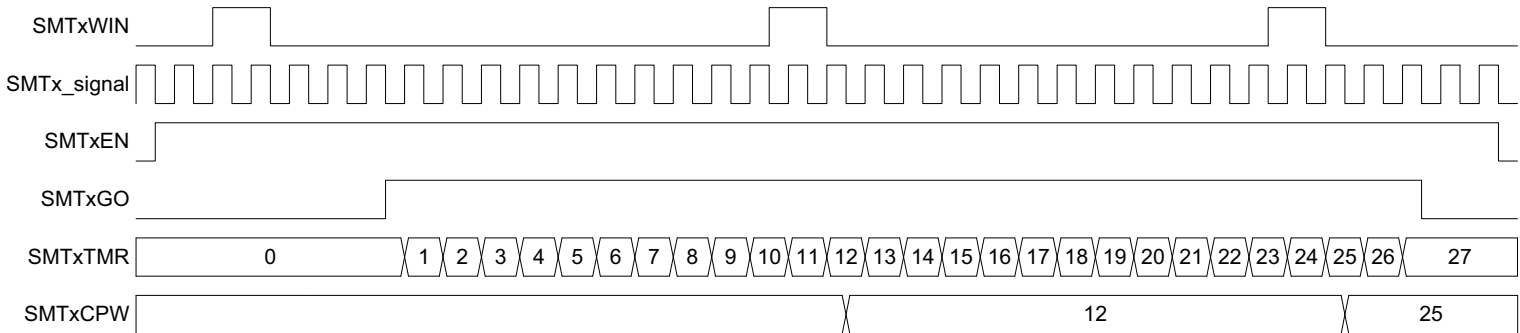 SMTxWIN
SMTx_signal
SMTxEN
SMTxGO
SMTxTMR 0 1 2 3 4 5 6 7 8 9 10 11 12 13 14 15 16 17 18 19 20 21 22 23 24 25 26 27
SMTxCPW 12 25